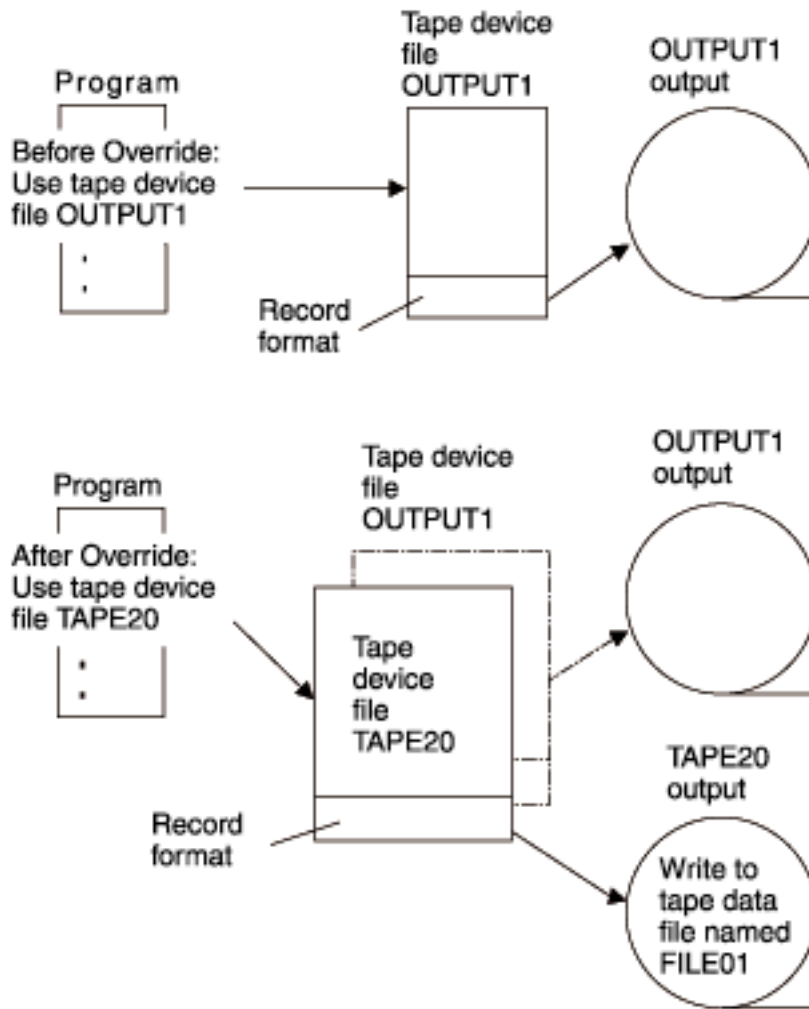 Tape device
file
OUTPUT1
OUTPUT1
output
Program
Before Override:
Use tape device
file OUTPUT1
:
Record
format
Tape device
file
OUTPUT1
OUTPUT1
output
Program
After Override:
Use tape device
file TAPE20
:
Tape
device
file
TAPE20
Record
format
TAPE20
output
Write to
tape data
file named
FILE01